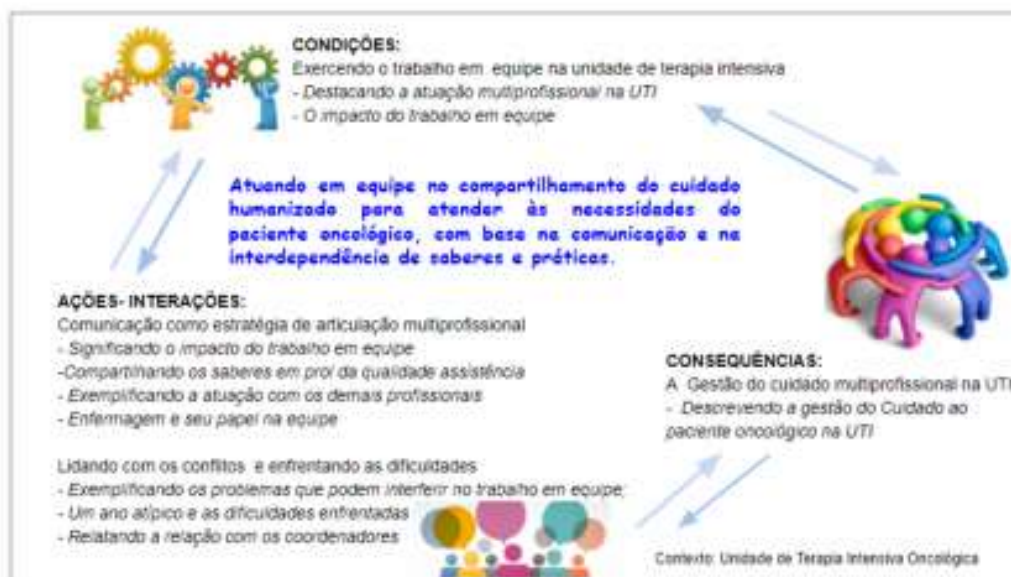 CONDIÇÕES:
Exercendo o trabalho em equipe na unidade de terapia intensiva
- Destacando a atuação multiprofissional na UTI
- O impacto do trabalho em equipe
Atuando em equipe no compartilhamento do cuidado
humanizado para atender às necessidades do
paciente oncológico, com base na comunicação e na
interdependência de saberes e práticas.
AÇÕES- INTERAÇÕES:
Comunicação como estratégia de articulação multiprofissional
- Significando o impacto do trabalho em equipe
-Compartilhando os saberes em prol da qualidade assistência
- Exemplificando a atuação com os demais profissionais
- Enfermagem e seu papel na equipe
Lidando com os conflitos e enfrentando as dificuldades
- Exemplificando os problemas que podem interferir no trabalho em equipe;
- Um ano atípico e as dificuldades enfrentadas
- Relatando a relação com os coordenadores
CONSEQUÊNCIAS:
A Gestão do cuidado multiprofissional na UTI
- Descrevendo a gestão do Cuidado ao
paciente oncológico na UTI
Contexto: Unidade de Terapia Intensiva Oncológica